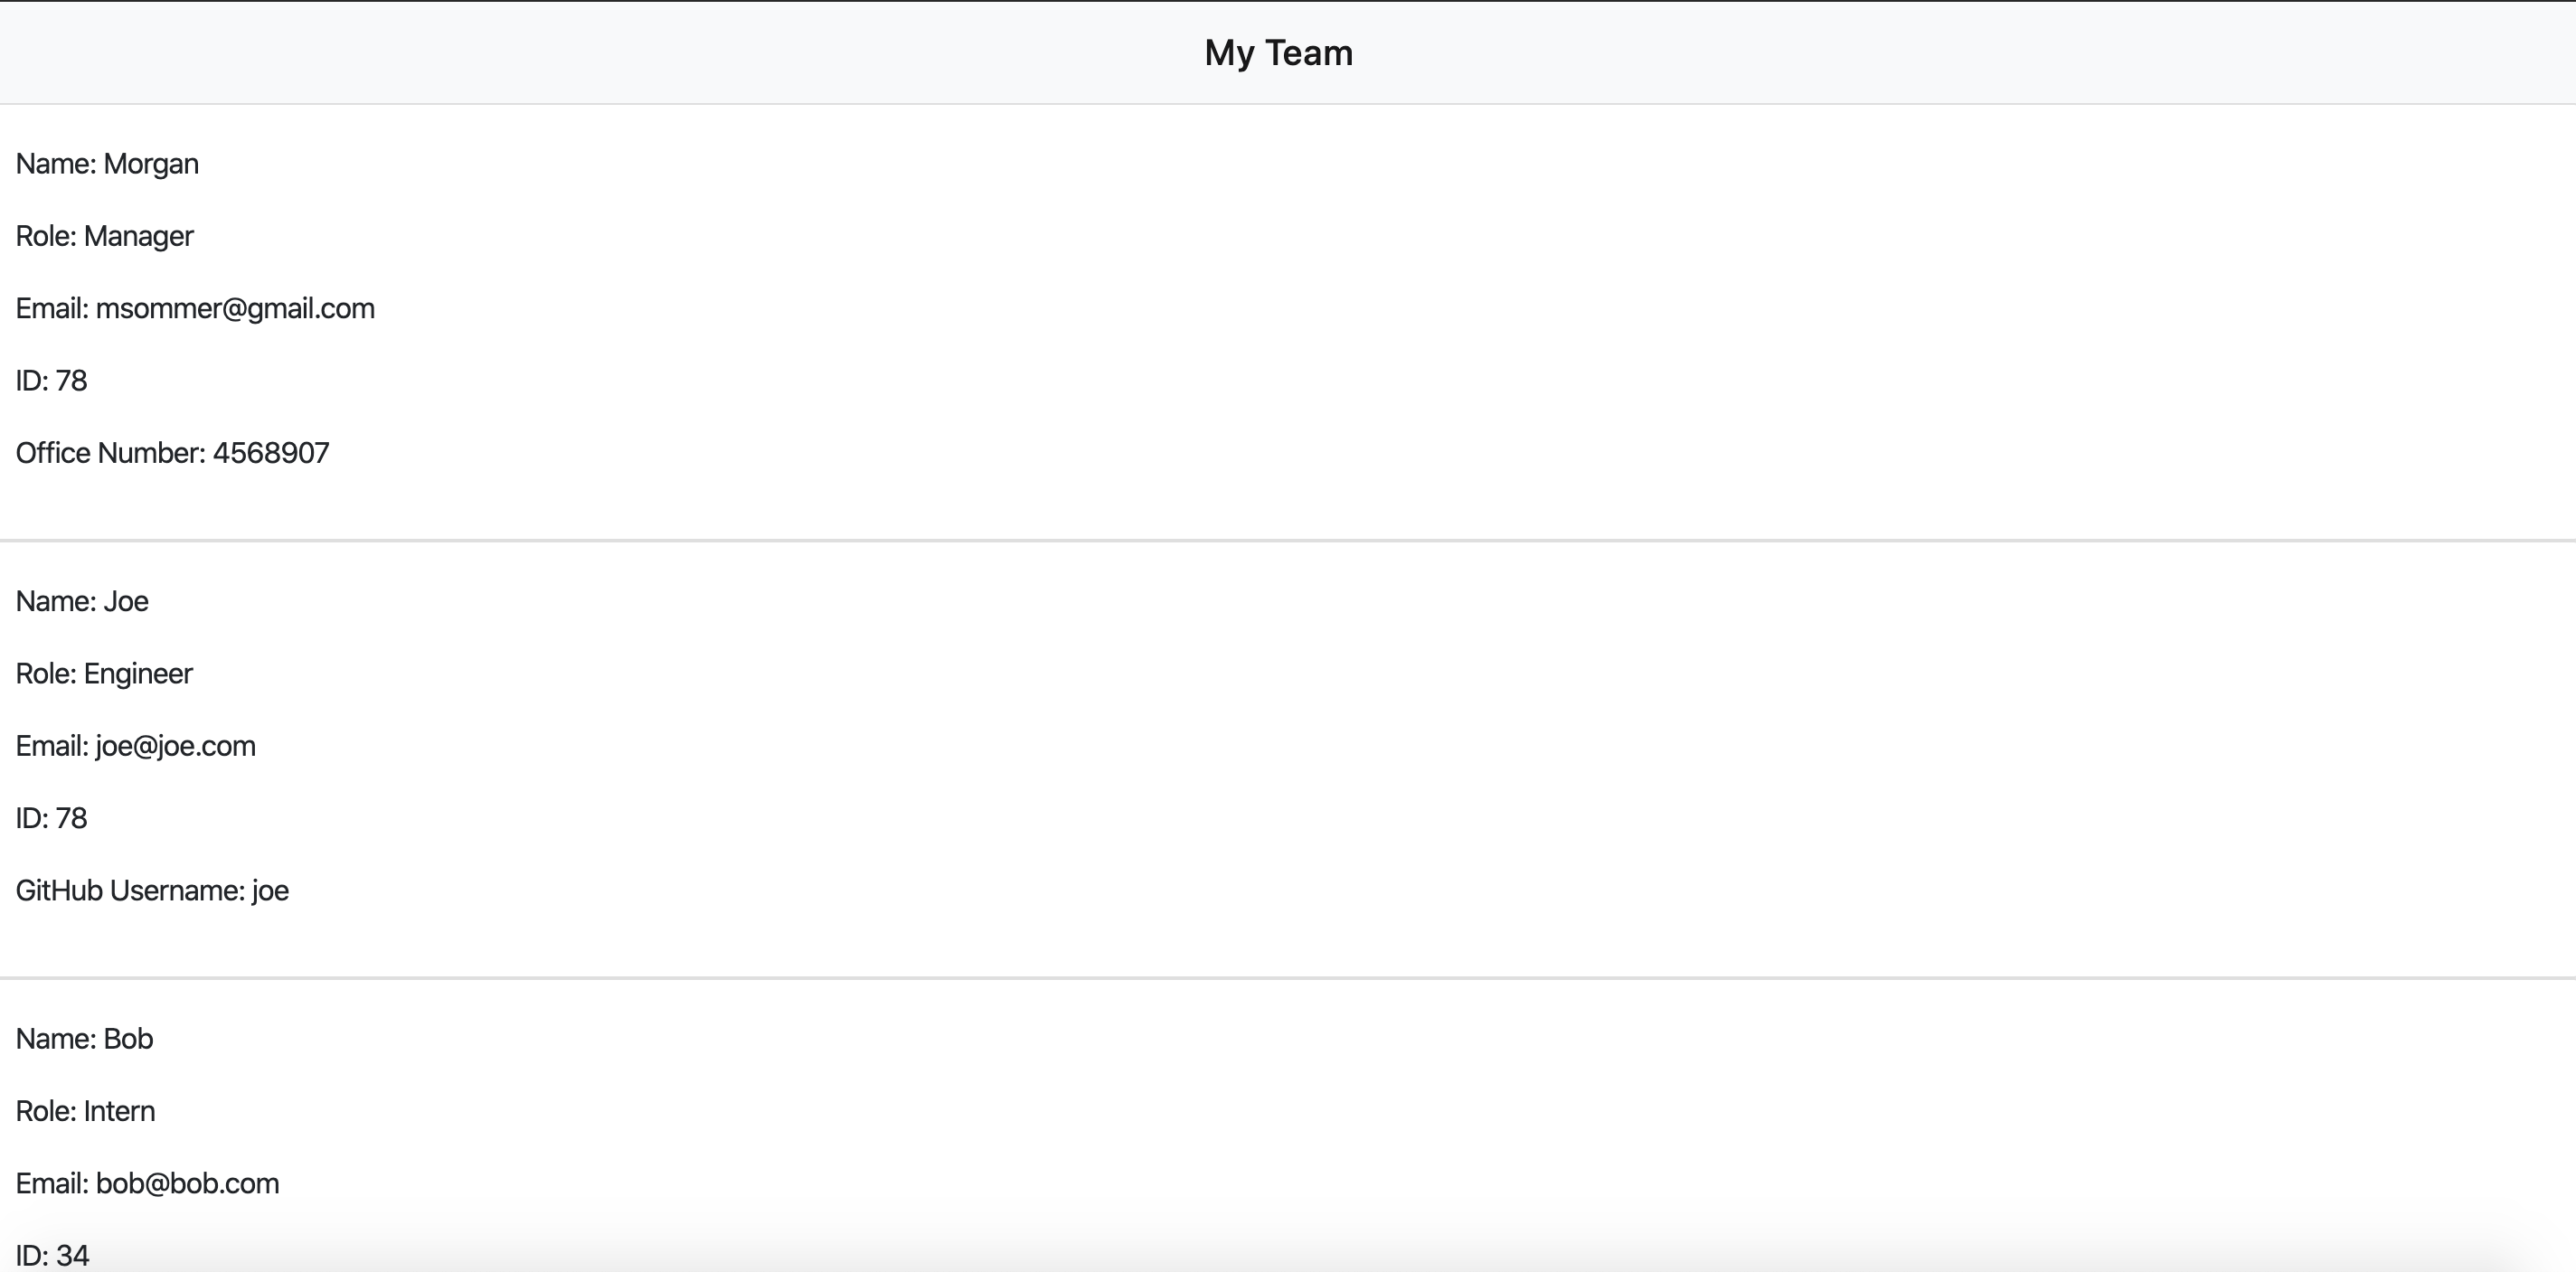 My Team
Name: Morgan
Role: Manager
Email: msommer@gmail.com
ID: 78
Office Number: 4568907
Name: Joe
Role: Engineer
Email: joe@joe.com
ID: 78
GitHub Username: joe
Name: Bob
Role: Intern
Email: bob@bob.com
ID: 34